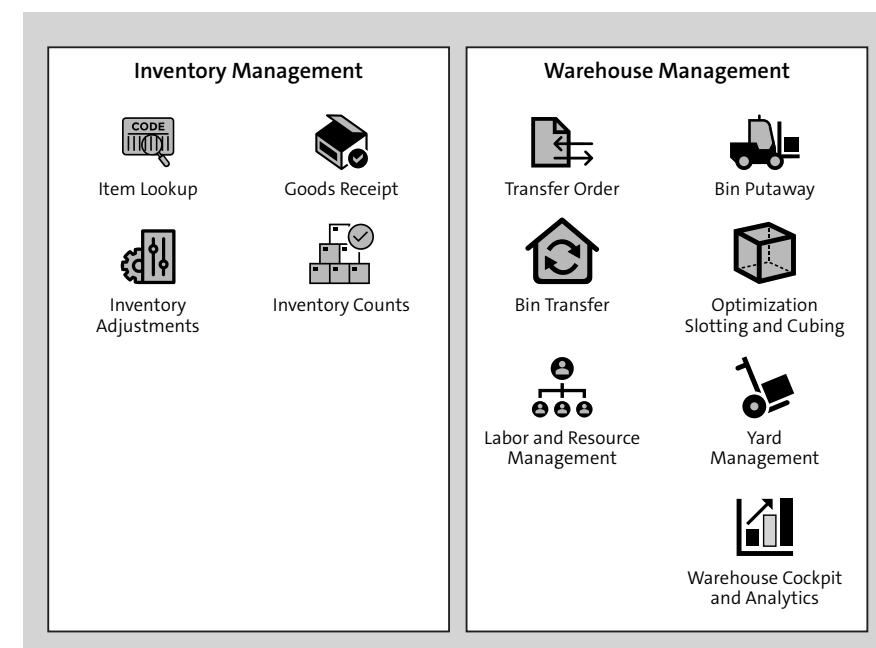 Inventory Management
CODE
Item Lookup
Goods Receipt
Inventory
Adjustments
Inventory Counts
Warehouse Management
Transfer Order
Bin Putaway
Bin Transfer
Optimization
Slotting and Cubing
Labor and Resource
Management
Yard
Management
Warehouse Cockpit
and Analytics